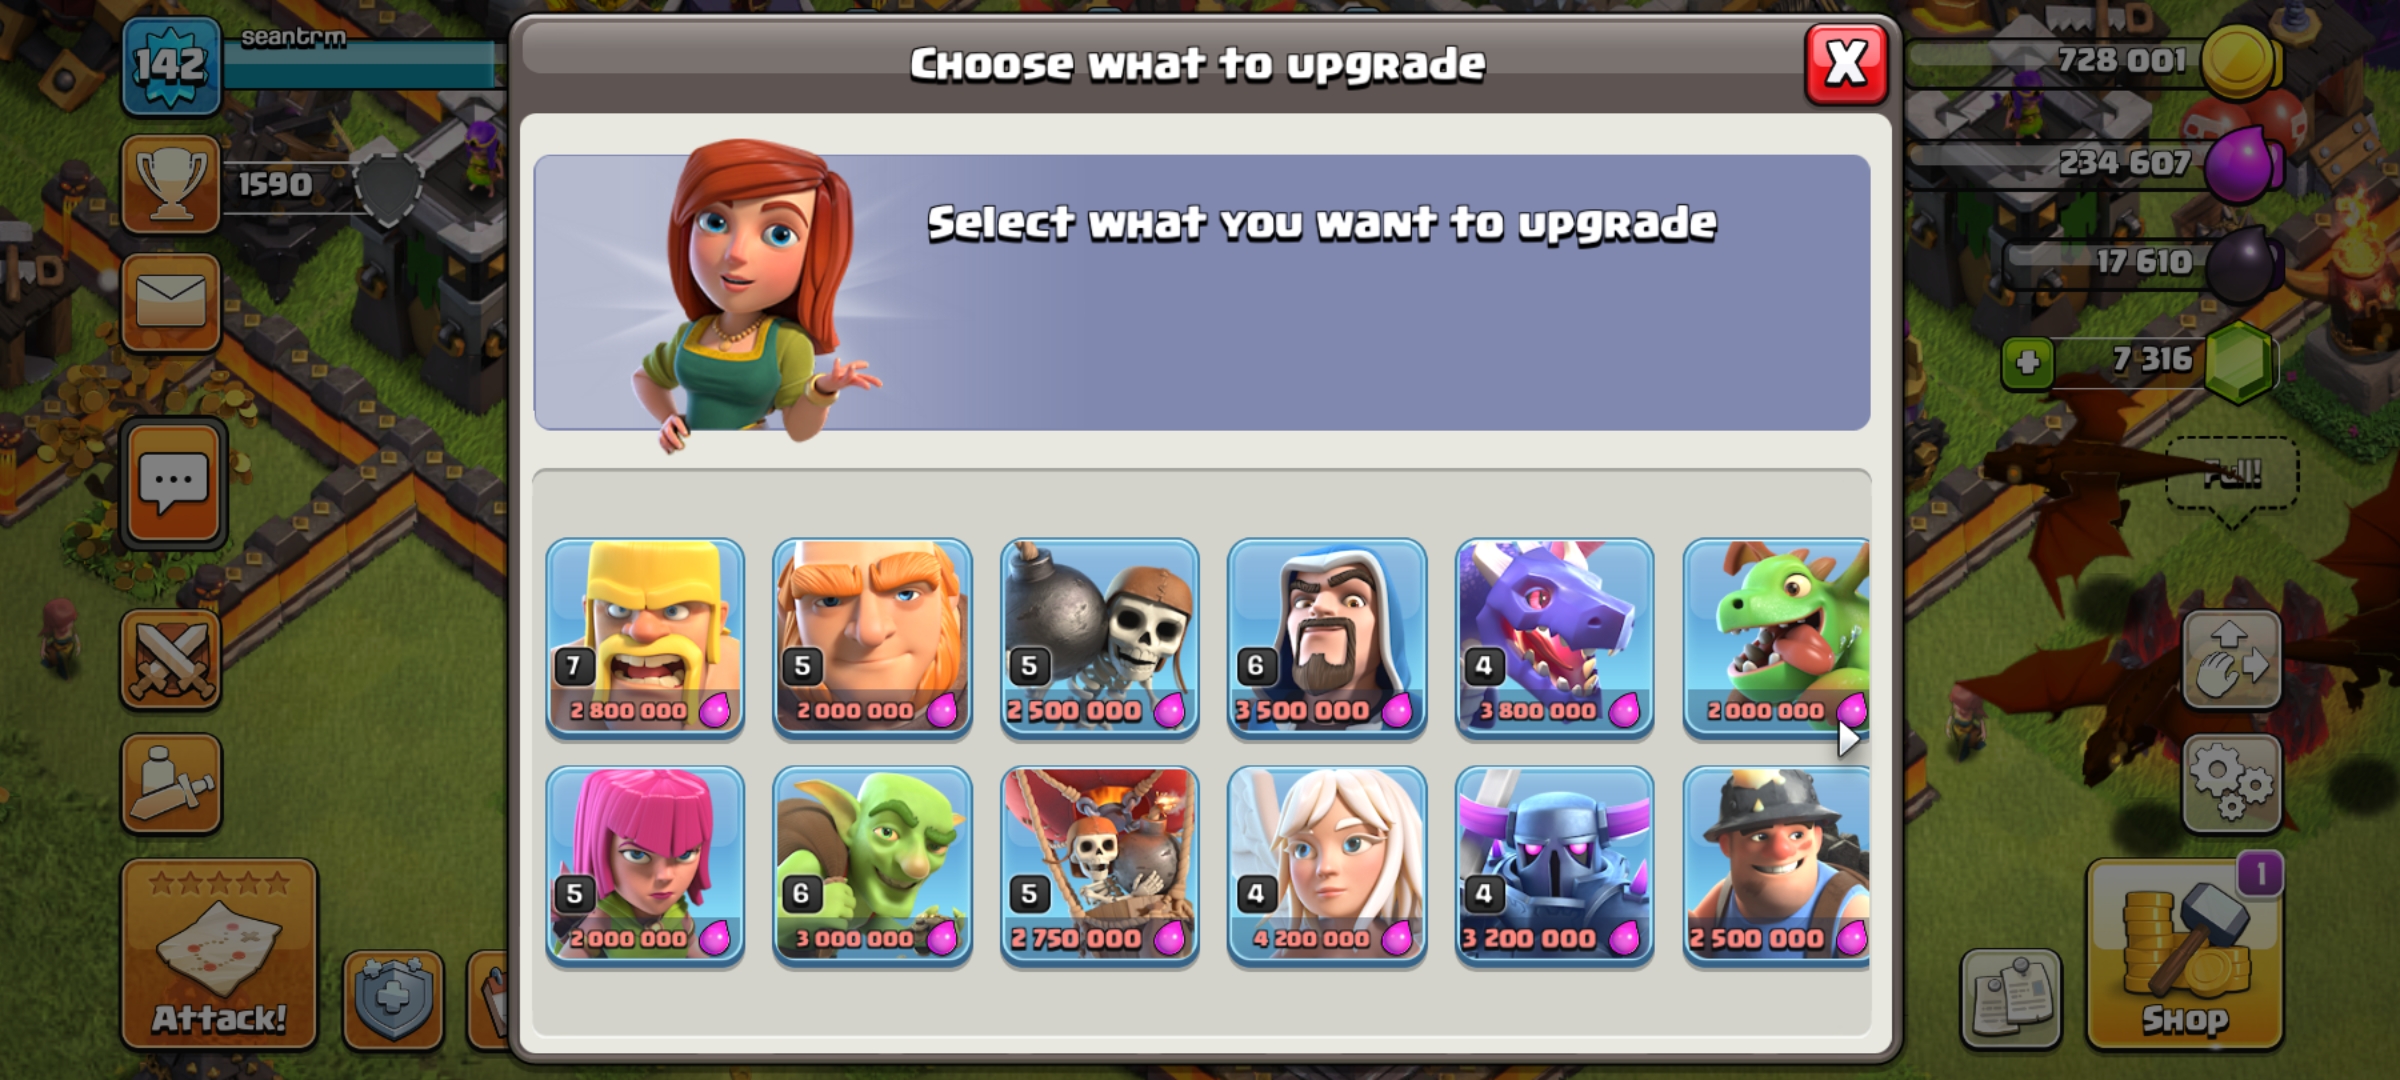 142
seantrm
1590
Attack!
Choose what to upgrade
X
Select what you want to upgrade
7
2 800 000
5
2 000 000
5
2 500 000
6
3 500 000
4
3 800 000
2 000 000
5
2 000 000
6
3 000 000
5
2 750 000
4
4 200 000
4
3 200 000
2 500 000
728 001
234 607
17 610
7 316
Full!
1
Shop